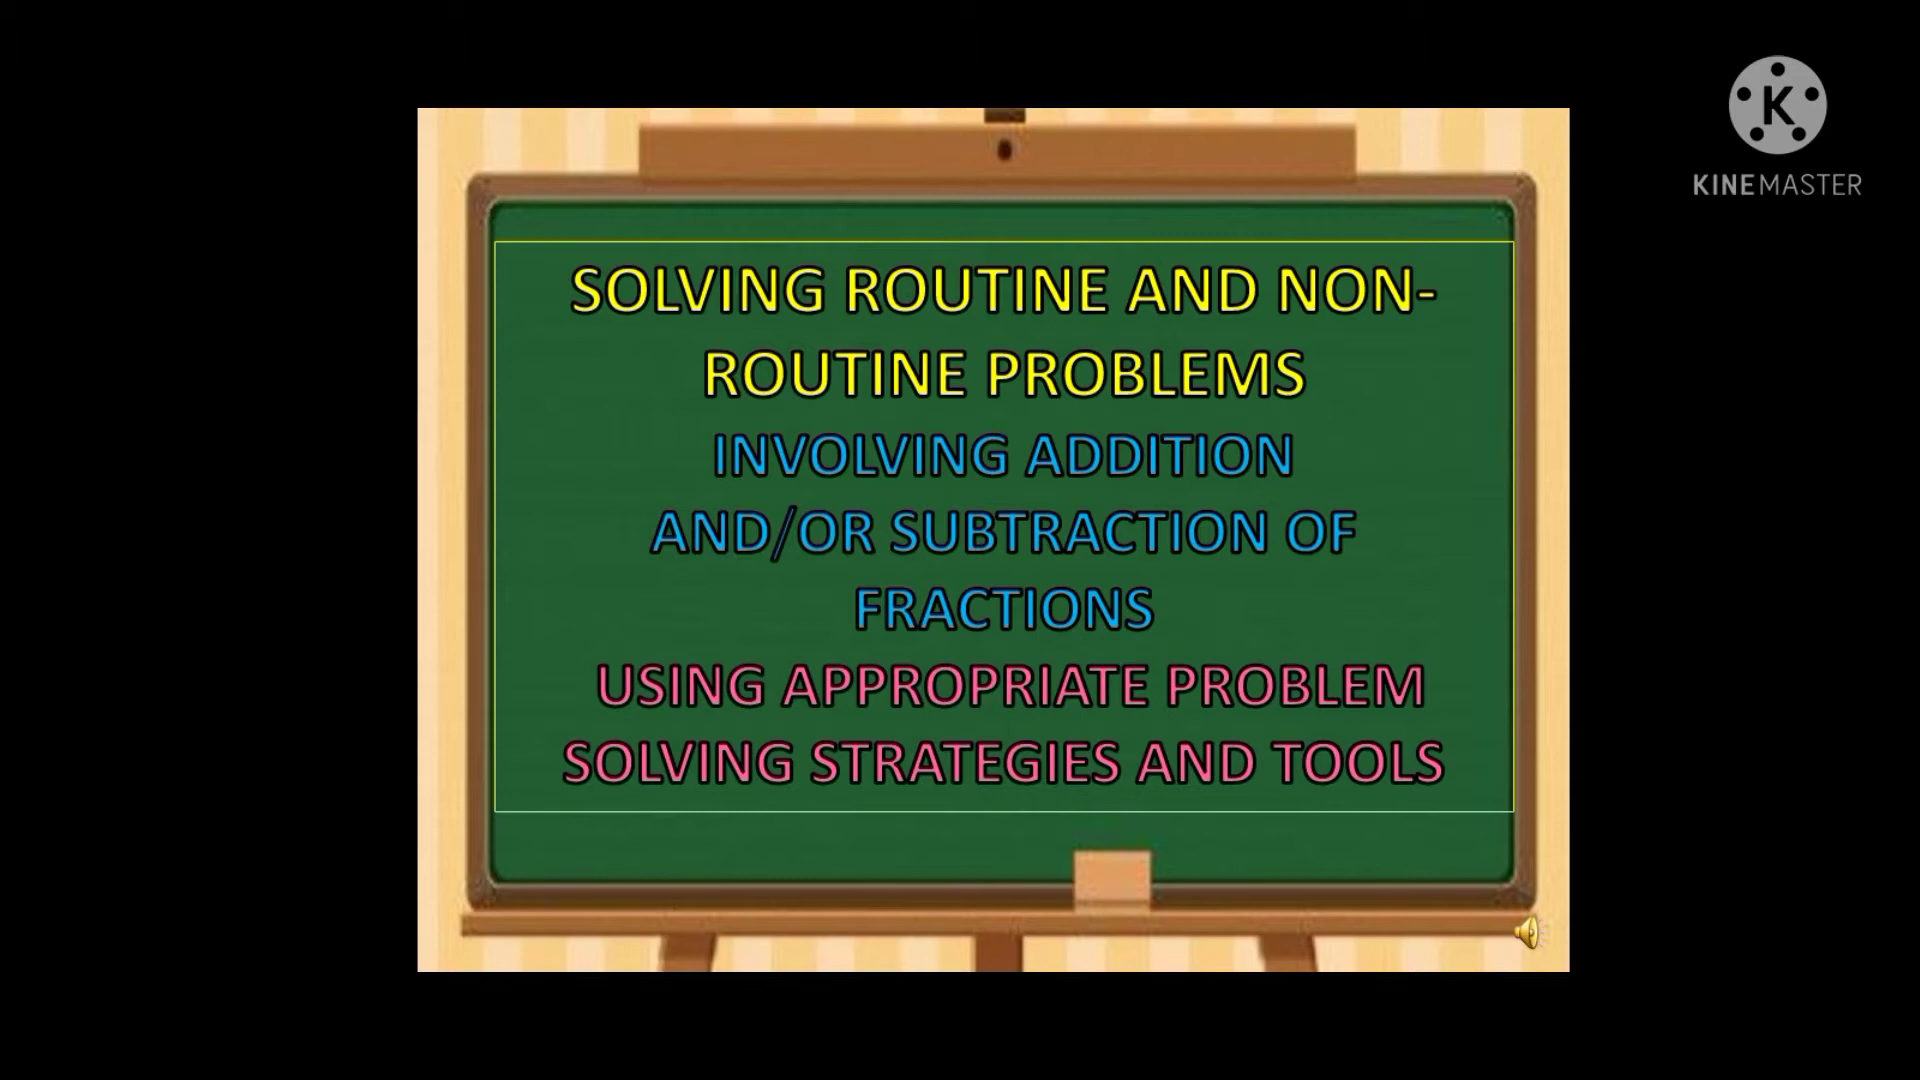 SOLVING ROUTINE AND NON-
ROUTINE PROBLEMS
INVOLVING ADDITION
AND/OR SUBTRACTION OF
FRACTIONS
USING APPROPRIATE PROBLEM
SOLVING STRATEGIES AND TOOLS
K
KINEMASTER